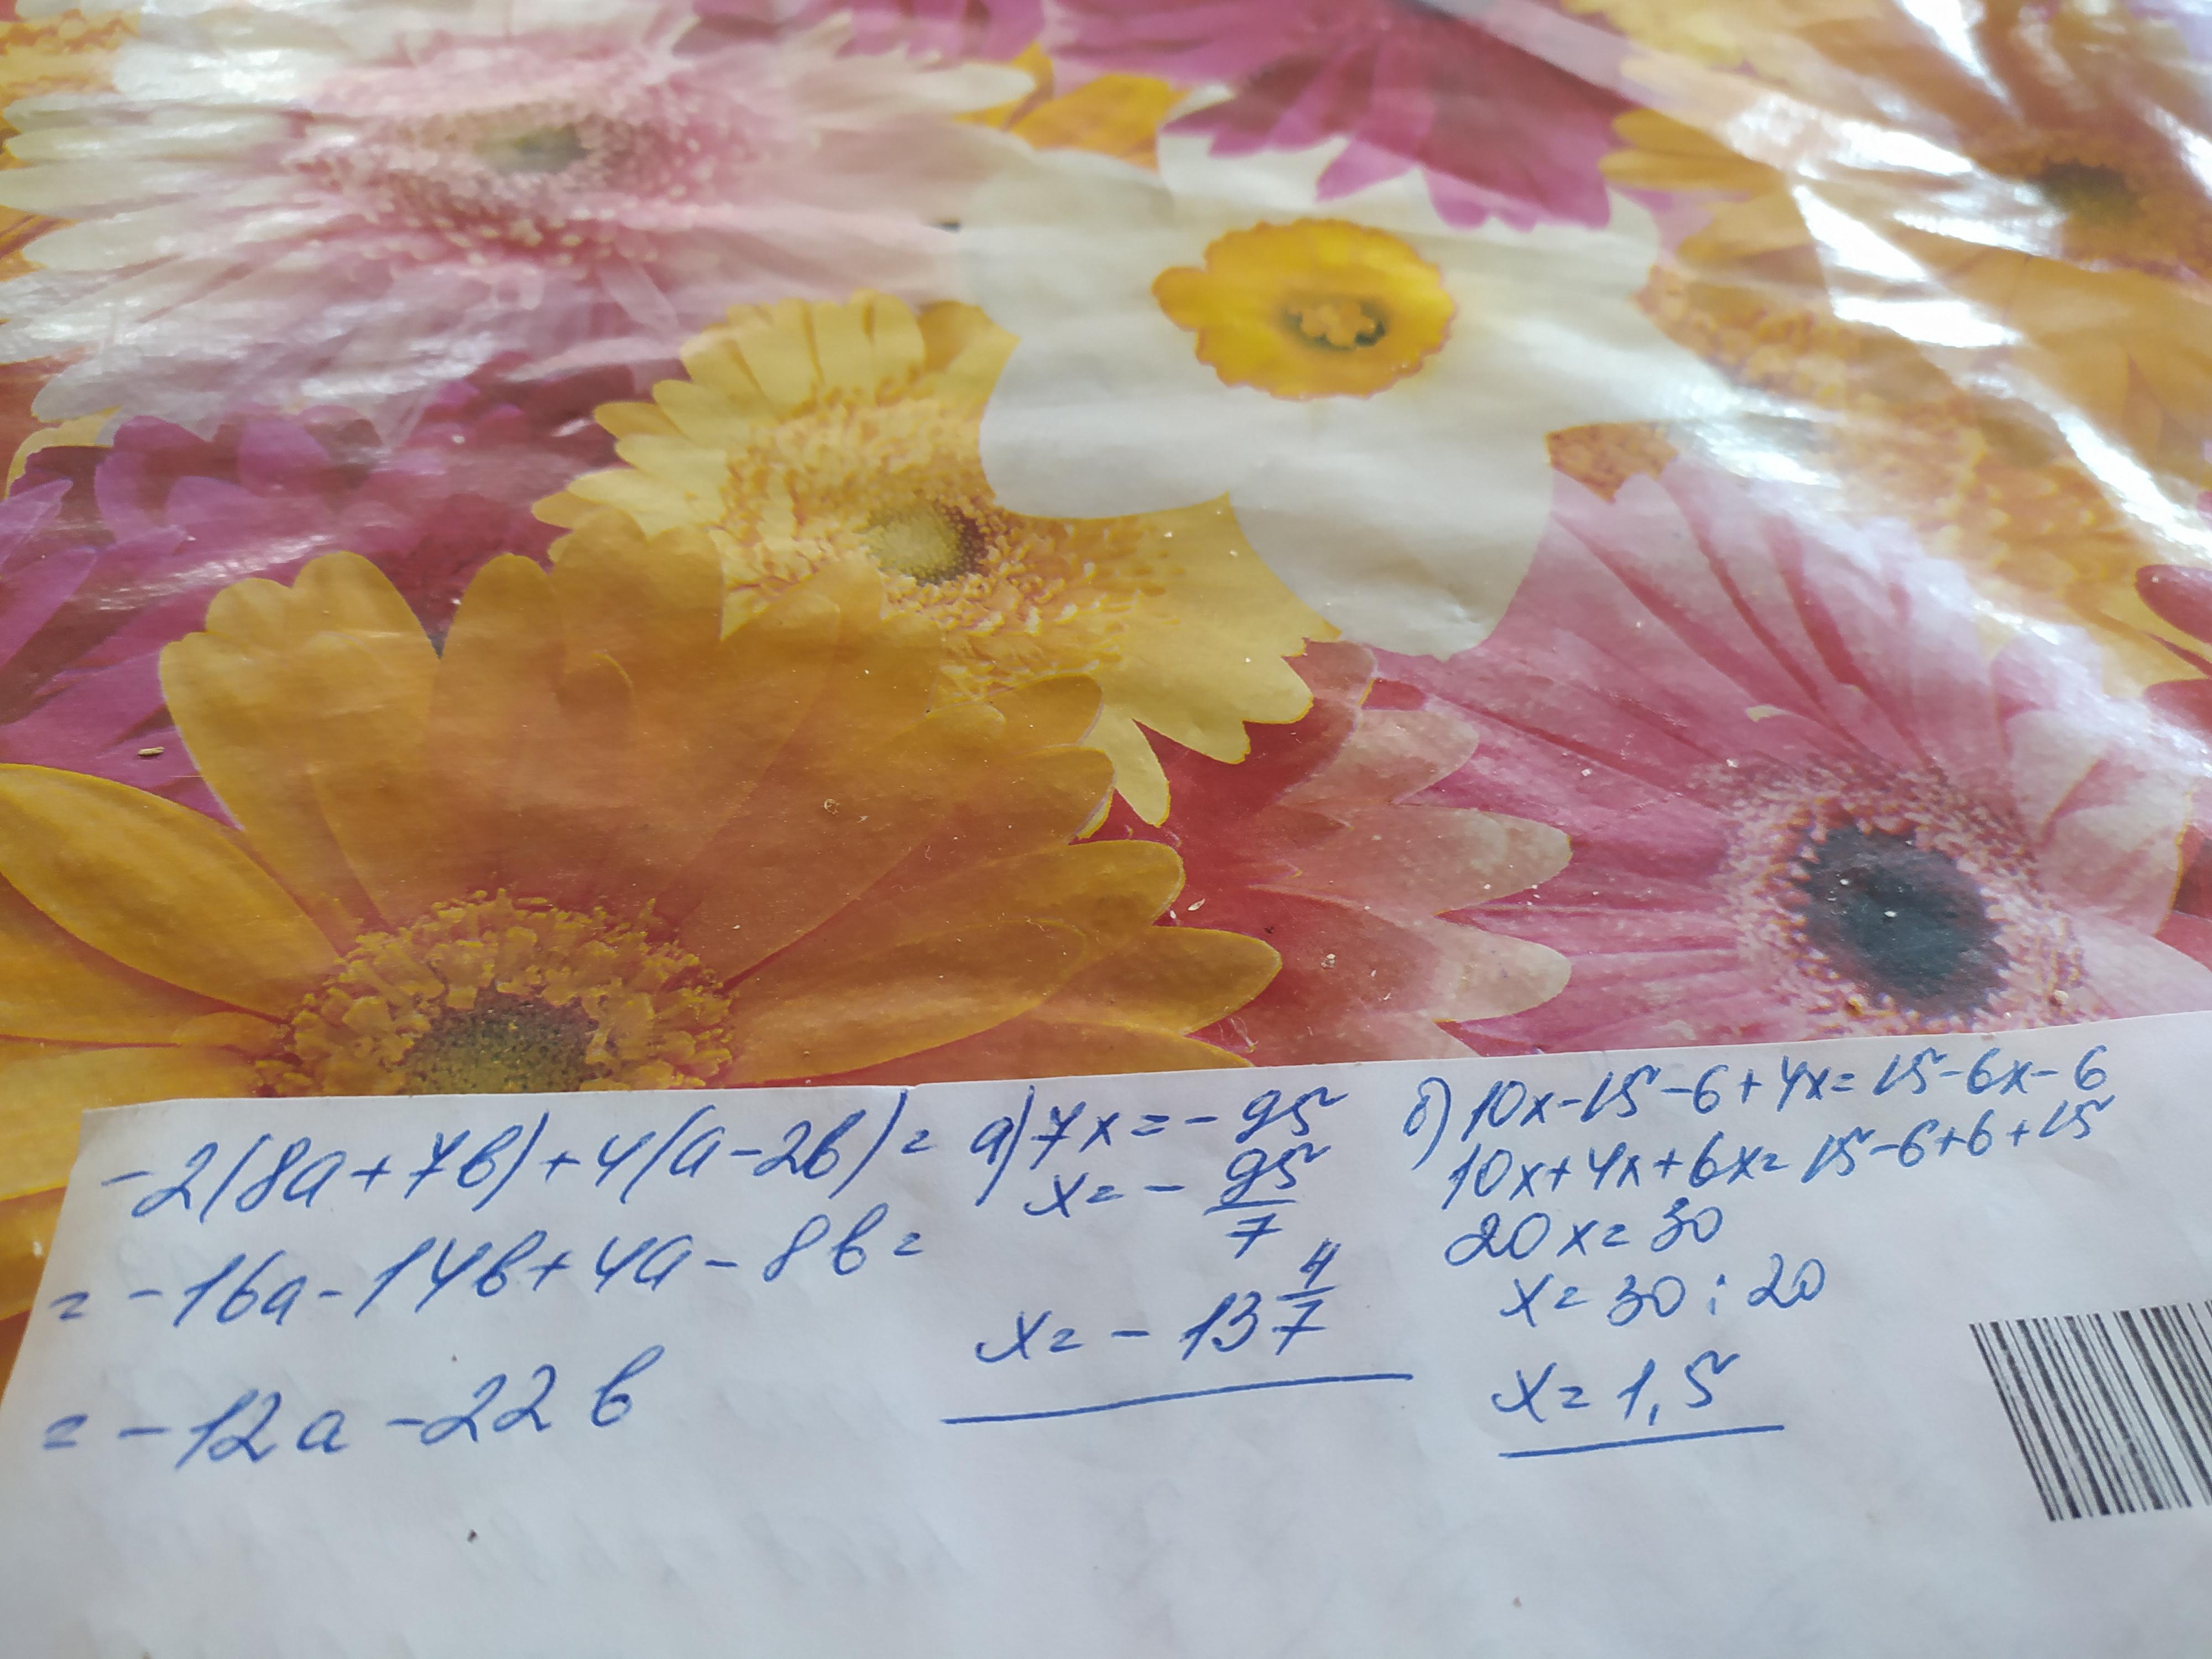 -2(8a+7b)+4(a-2b)=
= -16a-14b+4a-8b=
= -12a-22b
а) 7x=-95
x=-95/7
x=-13 4/7
б) 10x-15-6+4x=15-6x-6
10x+4x+6x=15-6+6+15
20x=30
x=30:20
x=1,5